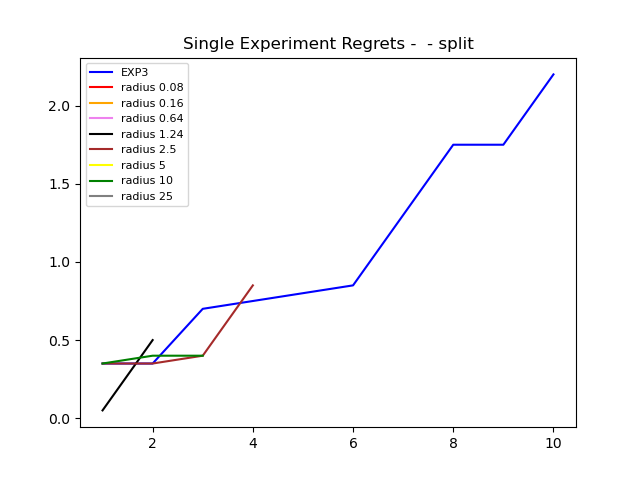 Single Experiment Regrets -  - split
EXP3
radius 0.08
radius 0.16
radius 0.64
radius 1.24
radius 2.5
radius 5
radius 10
radius 25
2.0
1.5
1.0
0.5
0.0
2 4 6 8 10